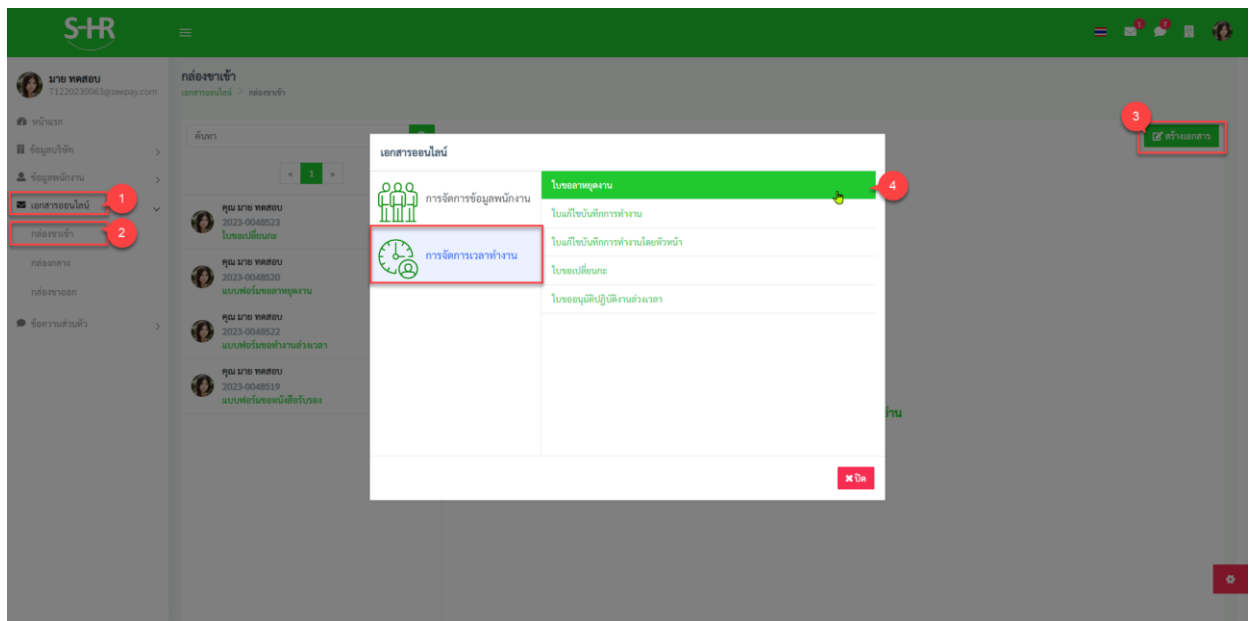 S-HR
1
7
มาย ทดสอบ
T1220230063@zeepay.com
หน้าแรก
ข้อมูลบริษัท
ข้อมูลพนักงาน
เอกสารออนไลน์
1
กล่องขาเข้า
2
กล่องกลาง
กล่องขาออก
ข้อความส่วนตัว
กล่องขาเข้า
เอกสารออนไลน์ > กล่องขาเข้า
ค้นหา
« 1 »
3
สร้างเอกสาร
คุณ มาย ทดสอบ
2023-0048523
ใบขอเปลี่ยนกะ
คุณ มาย ทดสอบ
2023-0048520
แบบฟอร์มขอลาหยุดงาน
คุณ มาย ทดสอบ
2023-0048522
แบบฟอร์มขอทำงานล่วงเวลา
คุณ มาย ทดสอบ
2023-0048519
แบบฟอร์มขอหนังสือรับรอง
เอกสารออนไลน์
การจัดการข้อมูลพนักงาน
การจัดการเวลาทำงาน
ใบขอลาหยุดงาน
4
ใบแก้ไขบันทึกการทำงาน
ใบแก้ไขบันทึกการทำงานโดยหัวหน้า
ใบขอเปลี่ยนกะ
ใบขออนุมัติปฏิบัติงานล่วงเวลา
ปิด